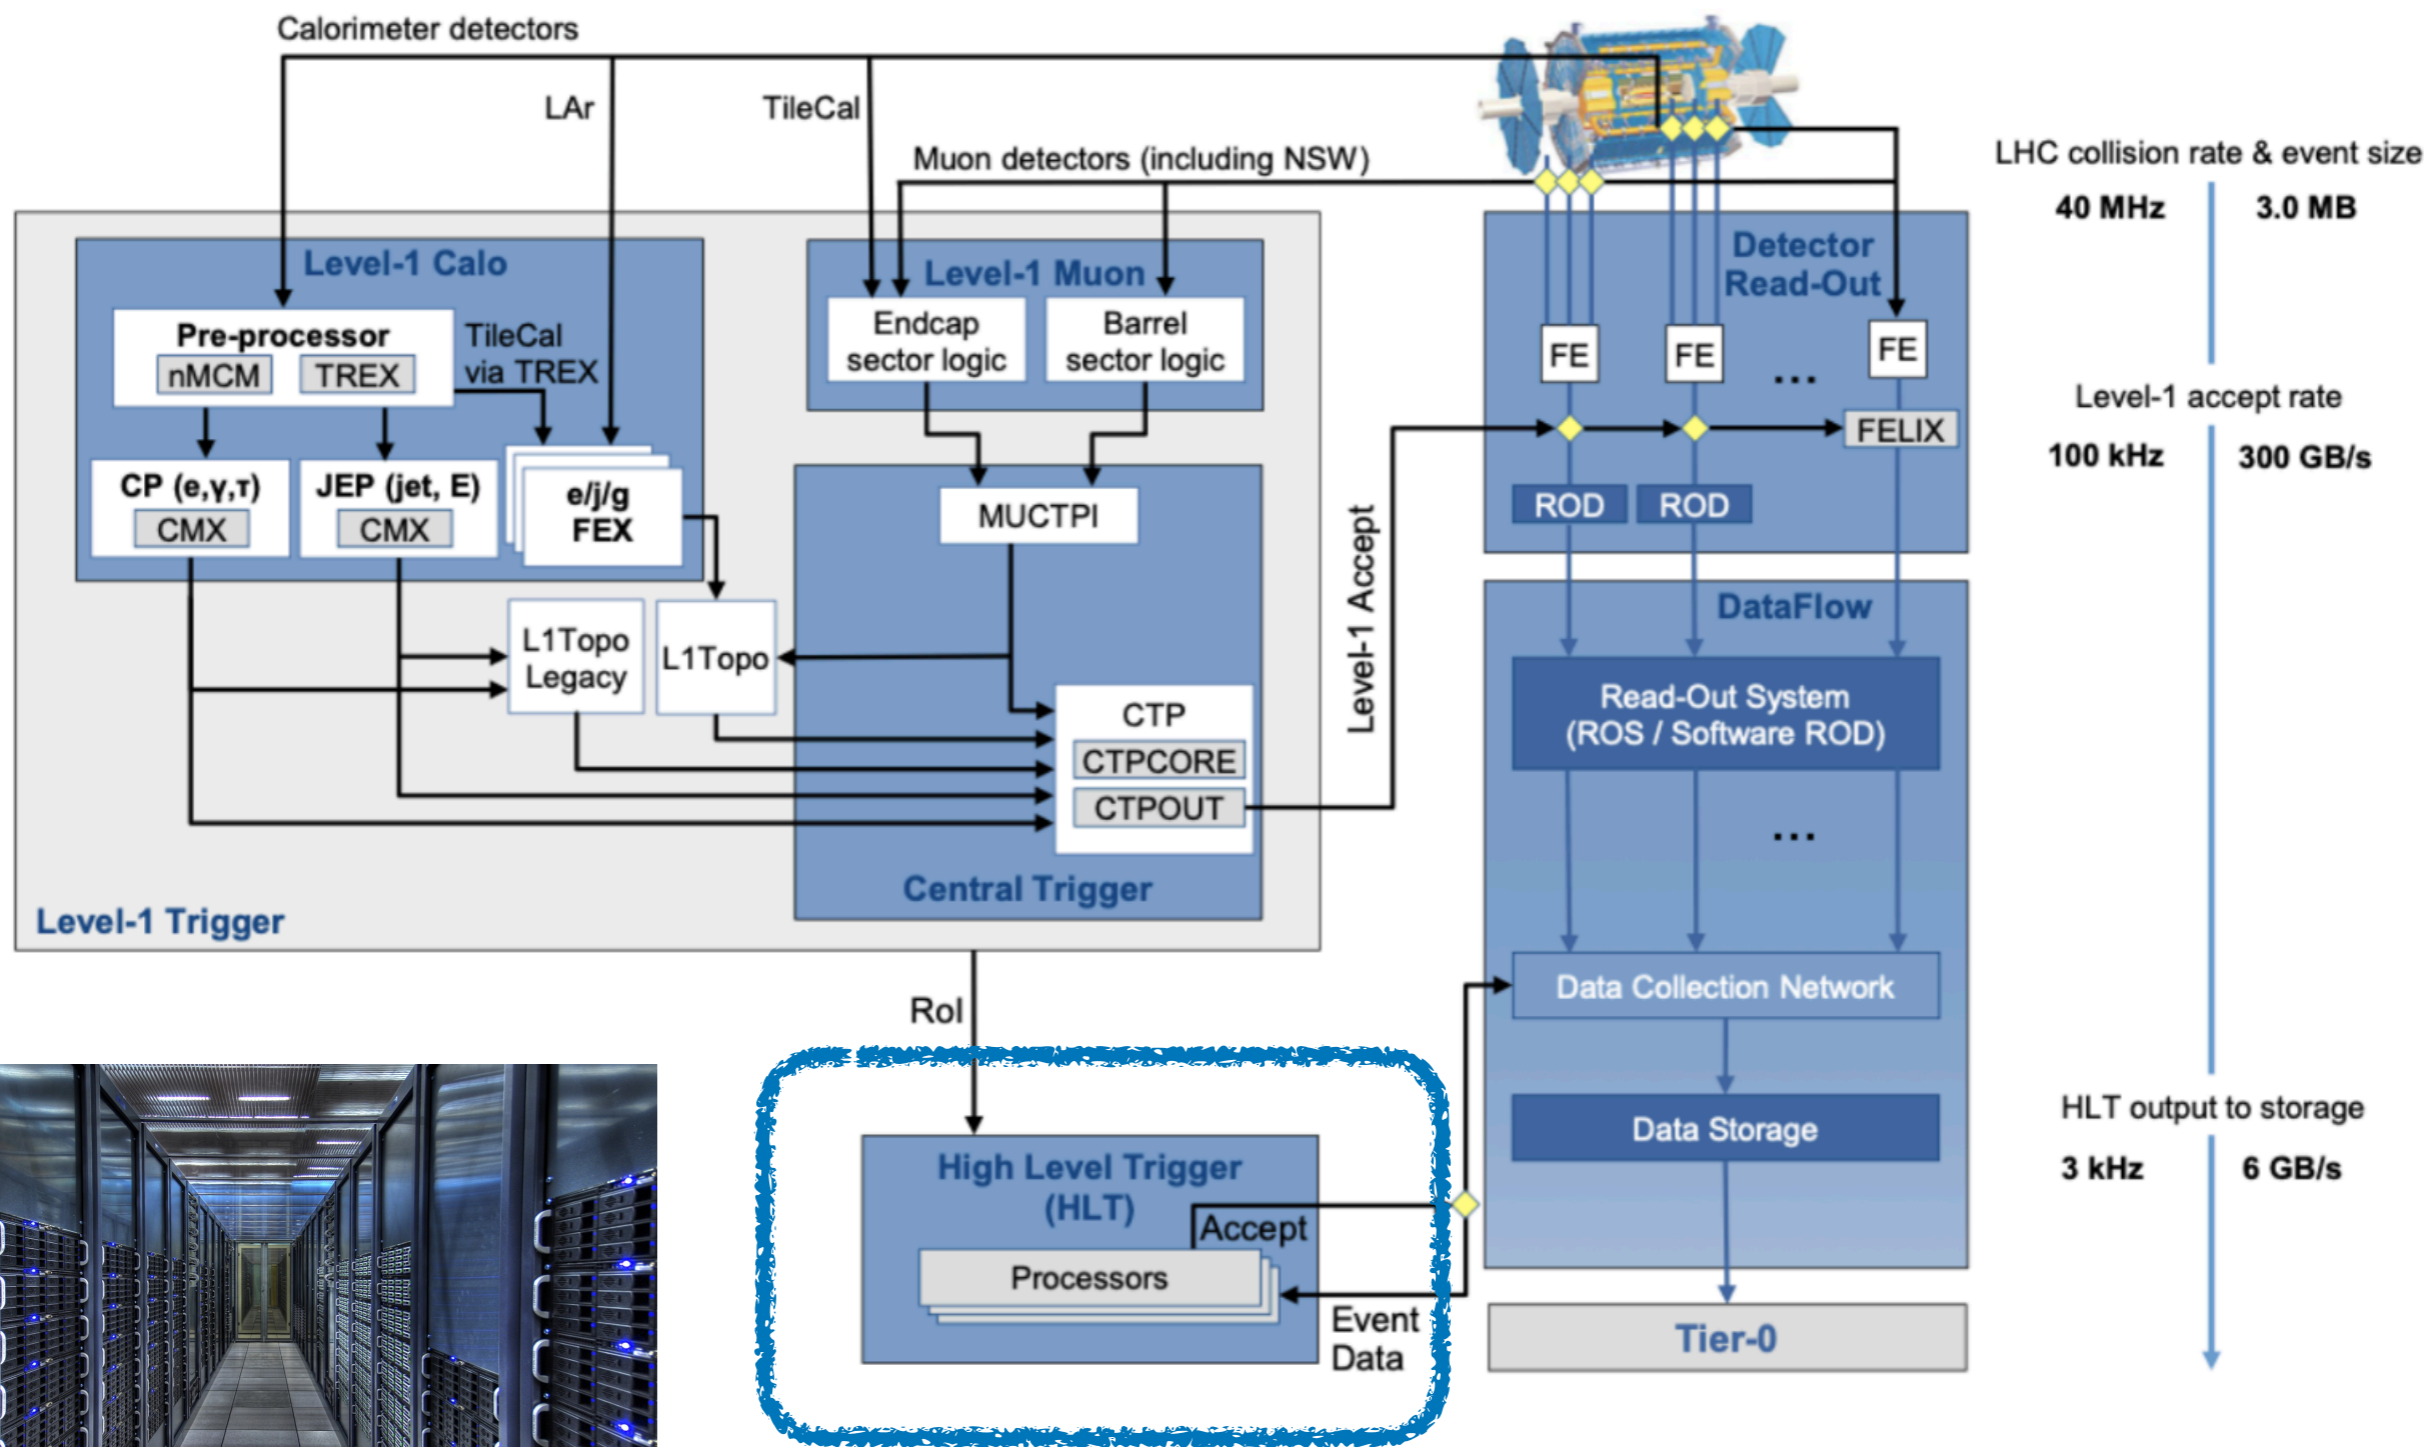 Calorimeter detectors
LAr
TileCal
Muon detectors (including NSW)
LHC collision rate & event size
40 MHz
3.0 MB
Level-1 Calo
Pre-processor
nMCM
TREX
TileCal
via TREX
CP (e,γ,τ)
CMX
JEP (jet, E)
CMX
e/j/g
FEX
Level-1 Muon
Endcap
sector logic
Barrel
sector logic
MUCTPI
L1Topo
Legacy
L1Topo
CTP
CTPCORE
CTPOUT
Central Trigger
Level-1 Trigger
Level-1 Accept
Detector
Read-Out
FE
FE
FE
...
FELIX
ROD
ROD
Level-1 accept rate
100 kHz
300 GB/s
DataFlow
Read-Out System
(ROS / Software ROD)
...
Data Collection Network
Data Storage
Tier-0
RoI
High Level Trigger
(HLT)
Accept
Processors
Event
Data
HLT output to storage
3 kHz
6 GB/s